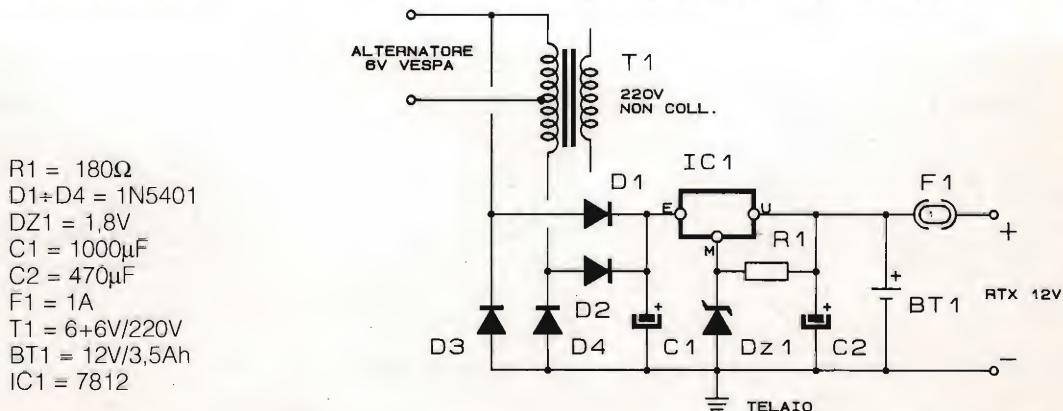 ALTERNATORE
6V VESPA
T1
220V
NON COLL.
R1 = 180Ω
D1÷D4 = 1N5401
DZ1 = 1,8V
C1 = 1000µF
C2 = 470µF
F1 = 1A
T1 = 6+6V/220V
BT1 = 12V/3,5Ah
IC1 = 7812
D1
IC1
F1
E
U
M
R1
+
D2
+
+
+
BT1
RTX 12V
D3
D4
C1
Dz1
C2
−
TELAIO